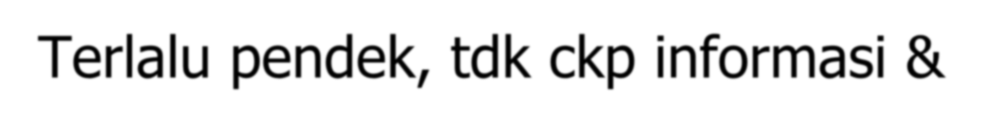 Terlalu pendek, tdk ckp informasi &